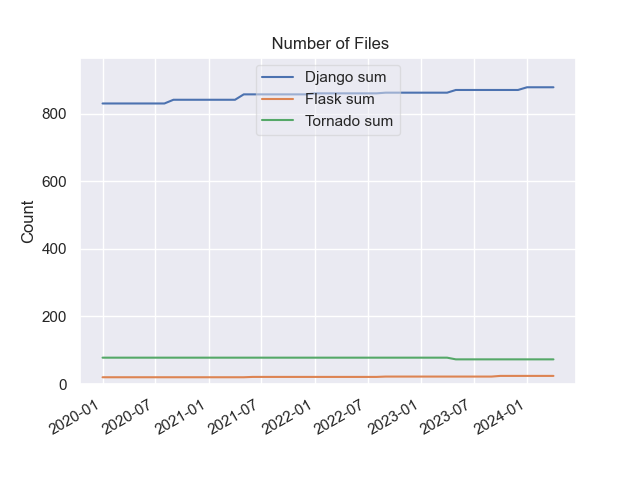 Number of Files
Django sum
Flask sum
Tornado sum
Count
800
600
400
200
0
2020-01
2020-07
2021-01
2021-07
2022-01
2022-07
2023-01
2023-07
2024-01